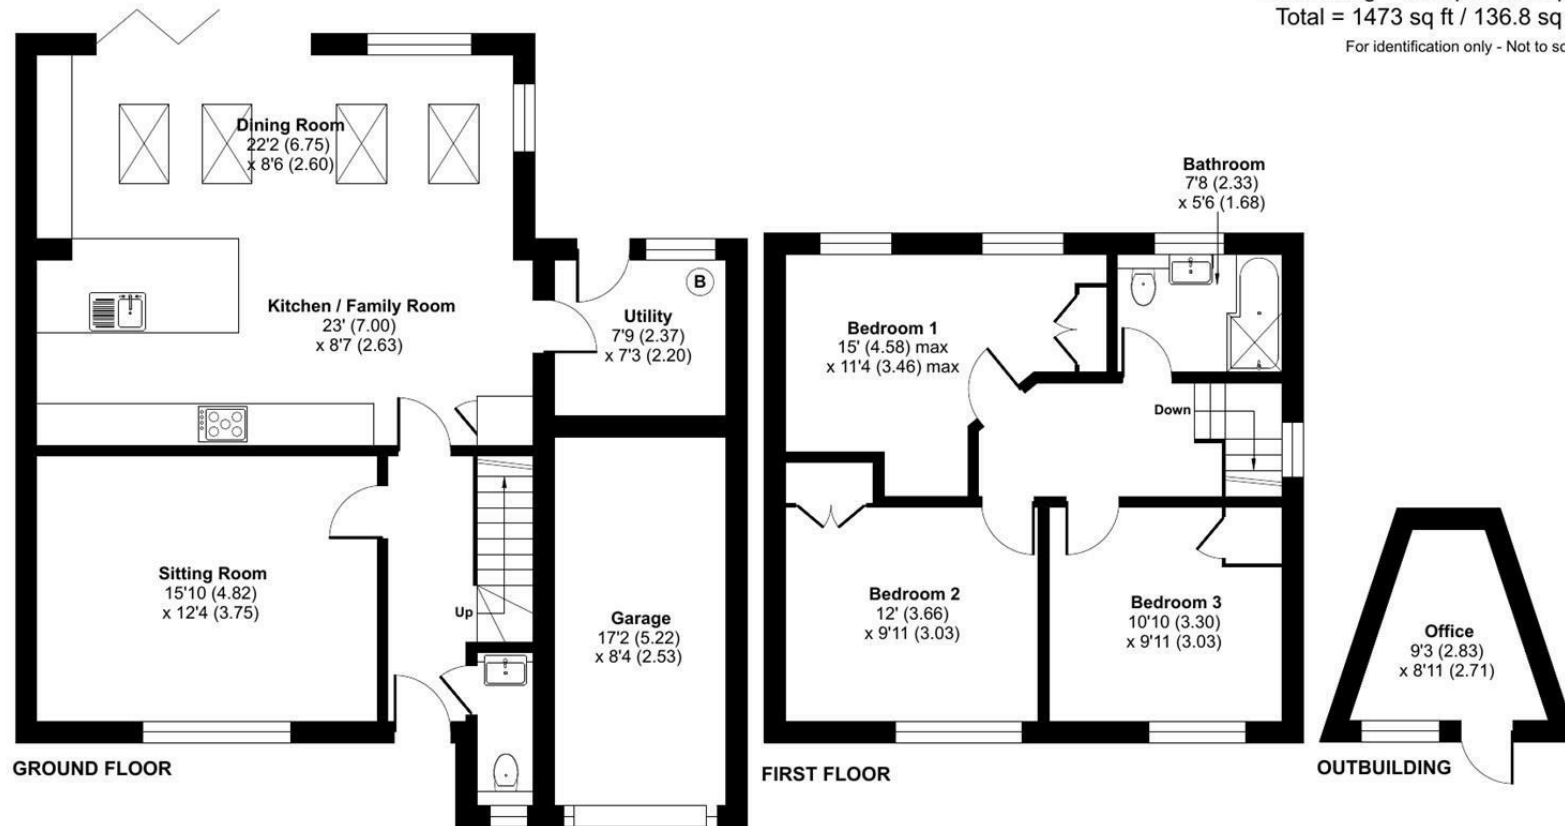 Total = 1473 sq ft / 136.8 sq
For identification only - Not to
Dining Room
22'2 (6.75)
x 8'6 (2.60)
Kitchen / Family Room
23' (7.00)
x 8'7 (2.63)
Utility
7'9 (2.37)
x 7'3 (2.20)
B
Sitting Room
15'10 (4.82)
x 12'4 (3.75)
Up
Garage
17'2 (5.22)
x 8'4 (2.53)
GROUND FLOOR
Bathroom
7'8 (2.33)
x 5'6 (1.68)
Bedroom 1
15' (4.58) max
x 11'4 (3.46) max
Down
Bedroom 2
12' (3.66)
x 9'11 (3.03)
Bedroom 3
10'10 (3.30)
x 9'11 (3.03)
FIRST FLOOR
Office
9'3 (2.83)
x 8'11 (2.71)
OUTBUILDING